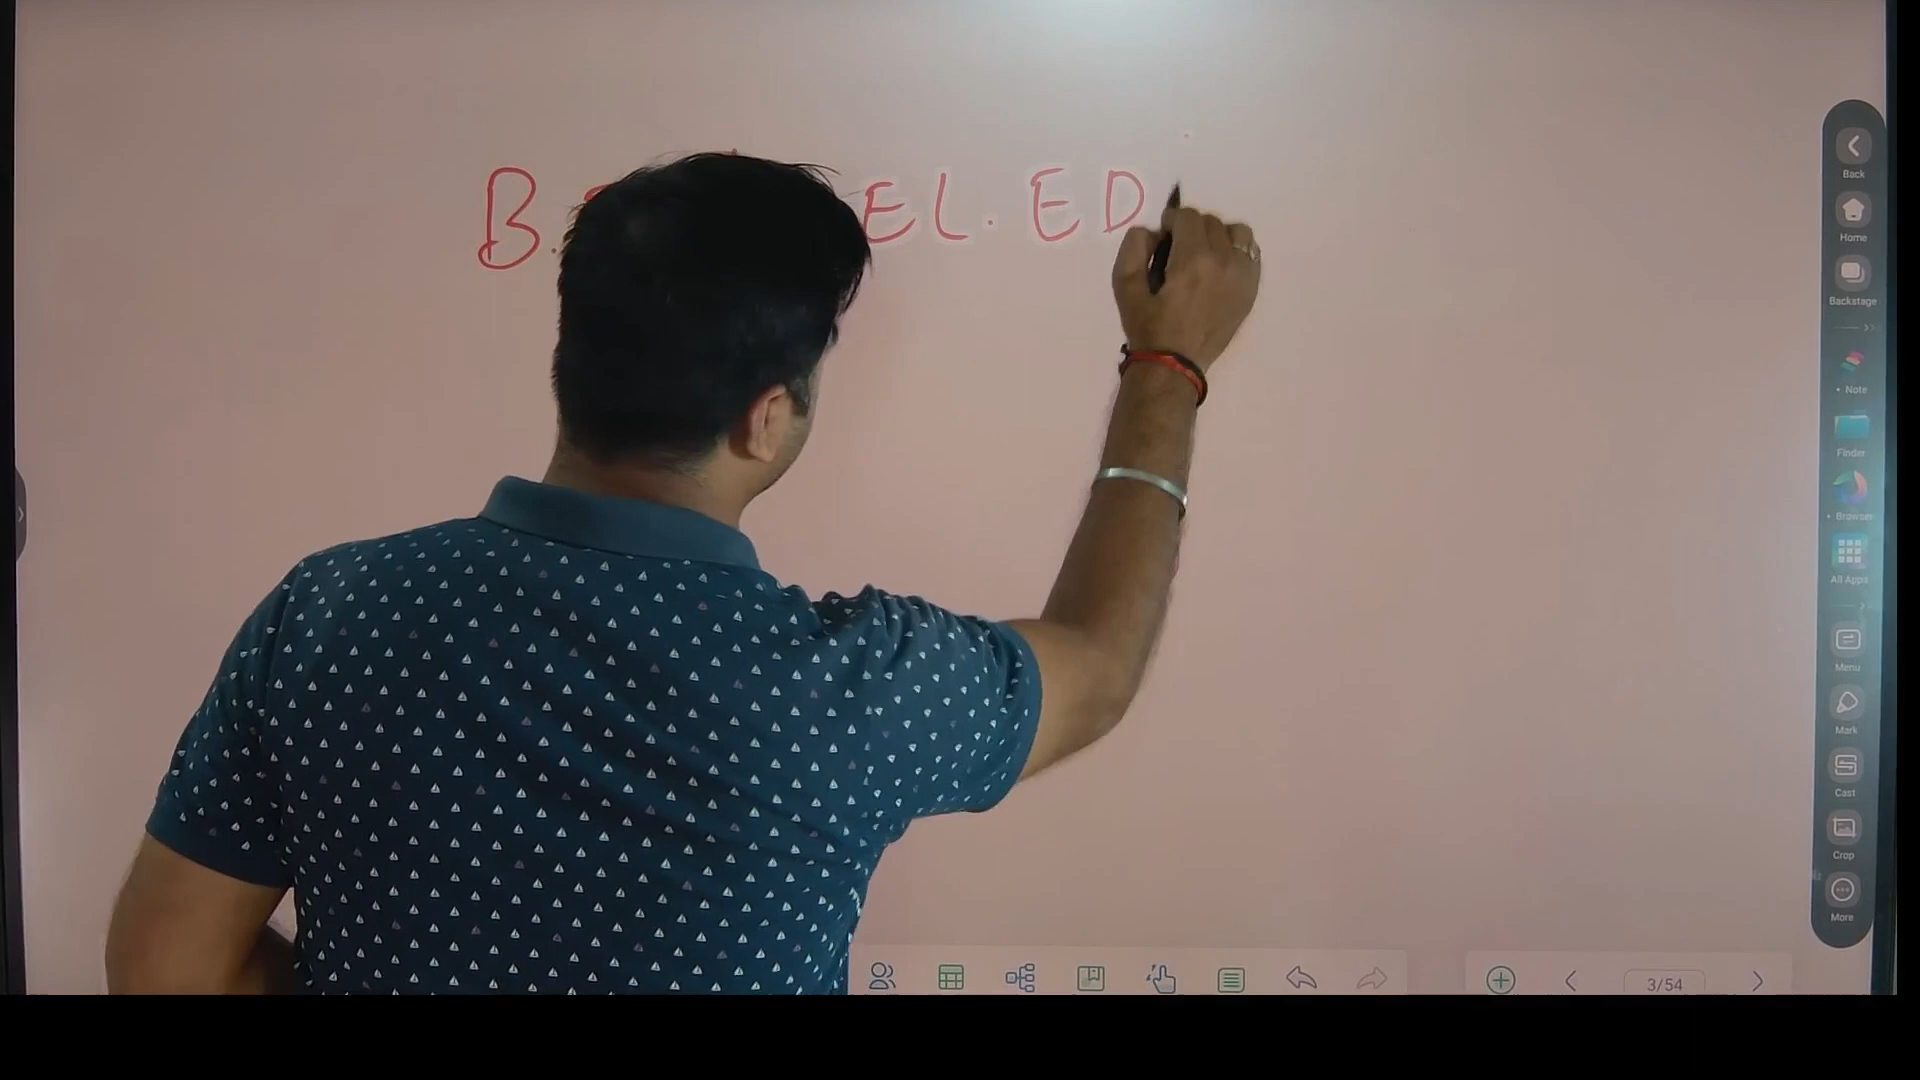 B. EL. ED
Back
Home
Backstage
Note
Finder
Browser
All Apps
Menu
Mark
Cast
Crop
More
3/54